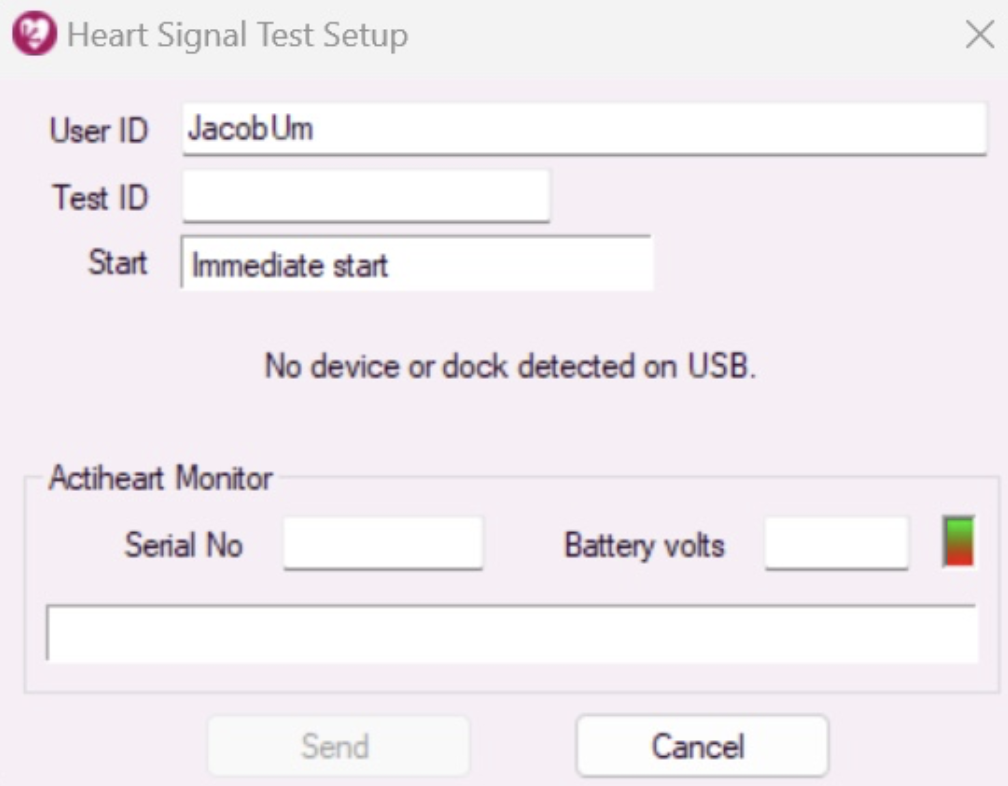 Heart Signal Test Setup
User ID JacobUm
Test ID
Start Immediate start
No device or dock detected on USB.
Actiheart Monitor
Serial No Battery volts
Send Cancel